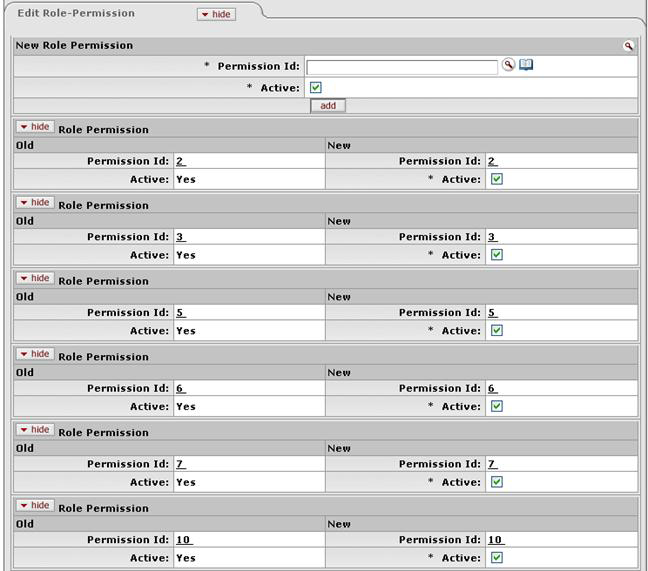 Edit Role-Permission hide
New Role Permission
* Permission Id:
* Active:
add
hide Role Permission
Old New
Permission Id: 2 Permission Id: 2
Active: Yes * Active:
hide Role Permission
Old New
Permission Id: 3 Permission Id: 3
Active: Yes * Active:
hide Role Permission
Old New
Permission Id: 5 Permission Id: 5
Active: Yes * Active:
hide Role Permission
Old New
Permission Id: 6 Permission Id: 6
Active: Yes * Active:
hide Role Permission
Old New
Permission Id: 7 Permission Id: 7
Active: Yes * Active:
hide Role Permission
Old New
Permission Id: 10 Permission Id: 10
Active: Yes * Active: